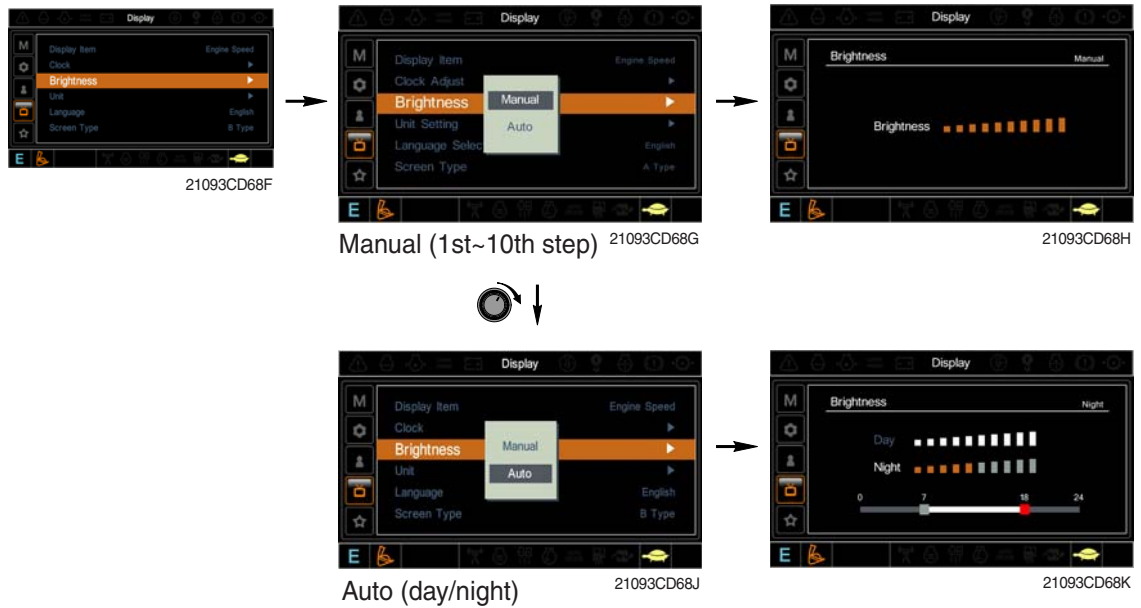 Display
M
Display Item Engine Speed
Clock
Brightness
Unit
Language English
Screen Type B Type
E
21093CD68F
Display
M
Display Item Engine Speed
Clock Adjust
Brightness
Manual
Auto
Unit Setting
Language Selec
English
Screen Type A Type
E
Manual (1st~10th step) 21093CD68G
Display
M
Brightness Manual
Brightness
E
21093CD68H
Display
M
Display Item Engine Speed
Clock
Brightness
Manual
Auto
Unit
Language English
Screen Type B Type
E
Auto (day/night) 21093CD68J
Display
M
Brightness Night
Day
Night
0 7 18 24
E
21093CD68K